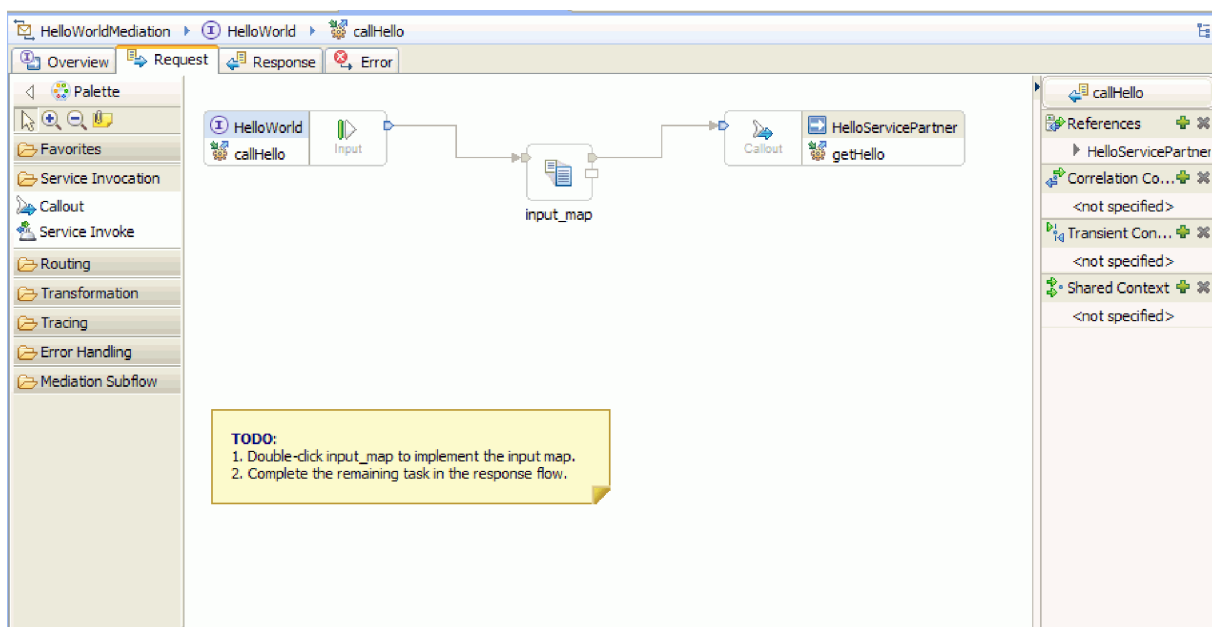 HelloWorldMediation HelloWorld callHello
Overview Request Response Error
Palette
Favorites
Service Invocation
Callout
Service Invoke
Routing
Transformation
Tracing
Error Handling
Mediation Subflow
HelloWorld
callHello
Input
input_map
Callout
HelloServicePartner
getHello
TODO:
1. Double-click input_map to implement the input map.
2. Complete the remaining task in the response flow.
callHello
References
HelloServicePartner
Correlation Co...
<not specified>
Transient Con...
<not specified>
Shared Context
<not specified>